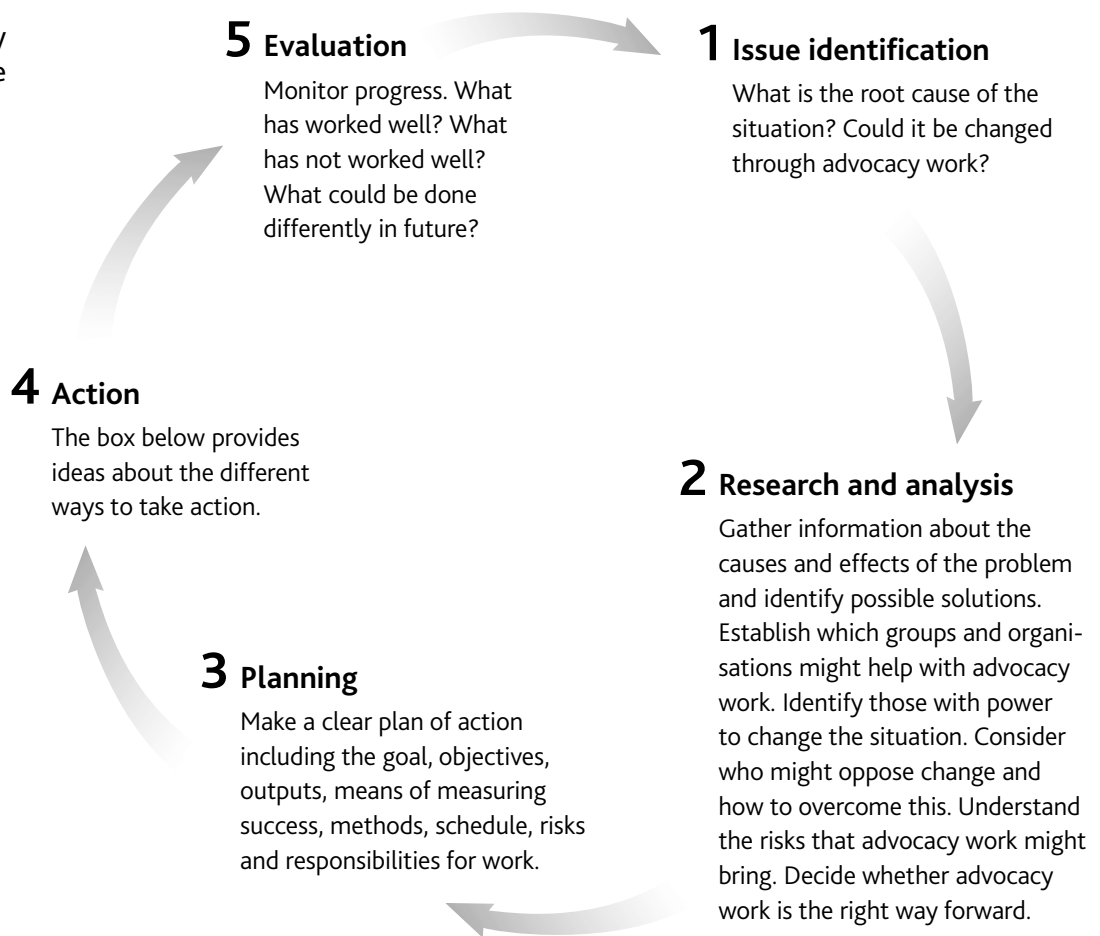 y
e
5 Evaluation
Monitor progress. What
has worked well? What
has not worked well?
What could be done
differently in future?
1 Issue identification
What is the root cause of the
situation? Could it be changed
through advocacy work?
2 Research and analysis
Gather information about the
causes and effects of the problem
and identify possible solutions.
Establish which groups and organi-
sations might help with advocacy
work. Identify those with power
to change the situation. Consider
who might oppose change and
how to overcome this. Understand
the risks that advocacy work might
bring. Decide whether advocacy
work is the right way forward.
3 Planning
Make a clear plan of action
including the goal, objectives,
outputs, means of measuring
success, methods, schedule, risks
and responsibilities for work.
4 Action
The box below provides
ideas about the different
ways to take action.